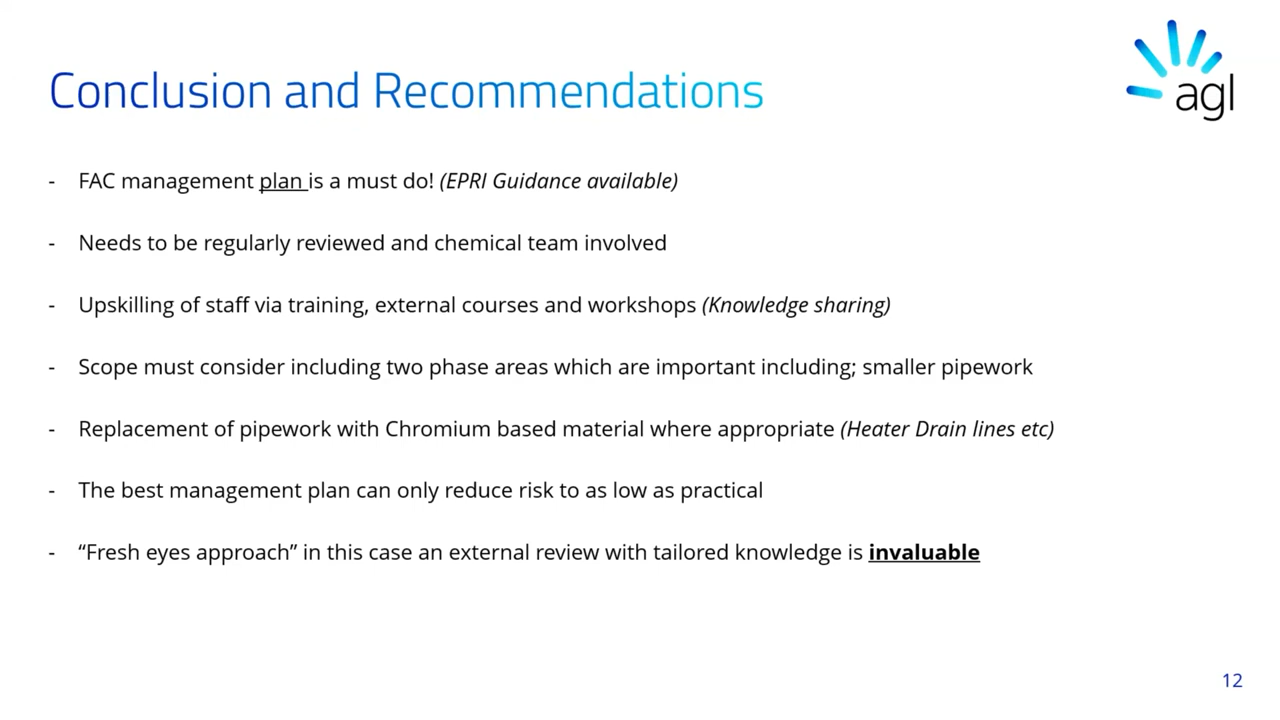 Conclusion and Recommendations
agl
- FAC management plan is a must do! (EPRI Guidance available)
- Needs to be regularly reviewed and chemical team involved
- Upskilling of staff via training, external courses and workshops (Knowledge sharing)
- Scope must consider including two phase areas which are important including; smaller pipework
- Replacement of pipework with Chromium based material where appropriate (Heater Drain lines etc)
- The best management plan can only reduce risk to as low as practical
- “Fresh eyes approach” in this case an external review with tailored knowledge is invaluable
12